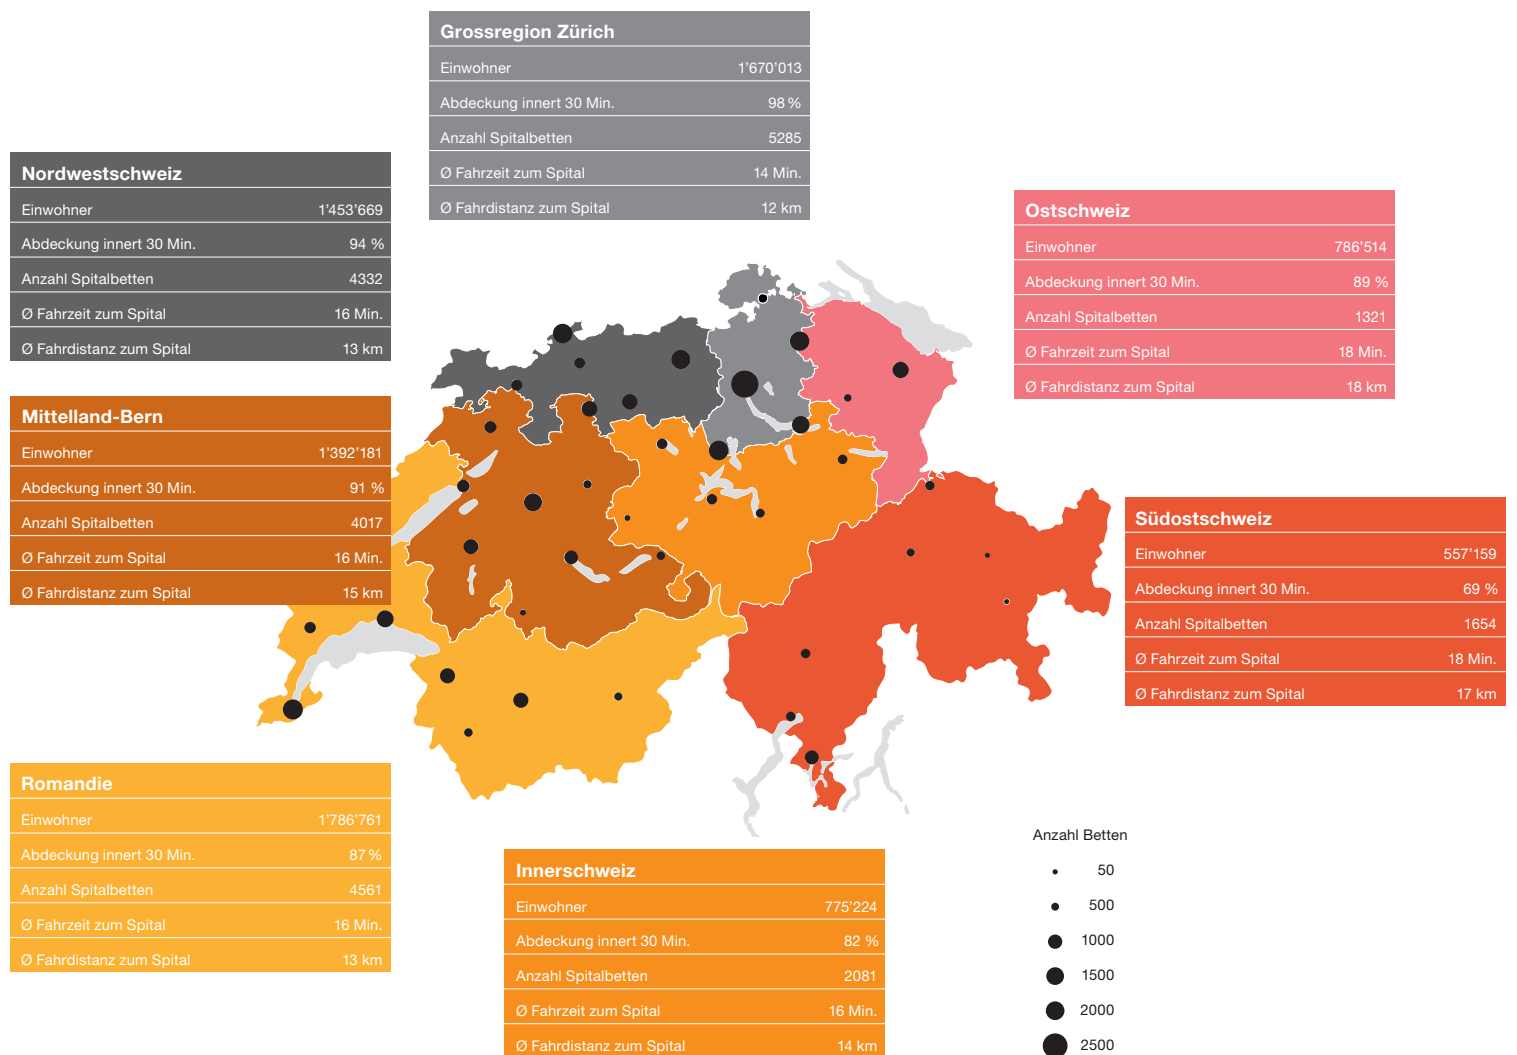 Grossregion Zürich
Einwohner 1’670’013
Abdeckung innert 30 Min. 98 %
Anzahl Spitalbetten 5285
Ø Fahrzeit zum Spital 14 Min.
Ø Fahrdistanz zum Spital 12 km
Nordwestschweiz
Einwohner 1’453’669
Abdeckung innert 30 Min. 94 %
Anzahl Spitalbetten 4332
Ø Fahrzeit zum Spital 16 Min.
Ø Fahrdistanz zum Spital 13 km
Ostschweiz
Einwohner 786’514
Abdeckung innert 30 Min. 89 %
Anzahl Spitalbetten 1321
Ø Fahrzeit zum Spital 18 Min.
Ø Fahrdistanz zum Spital 18 km
Mittelland-Bern
Einwohner 1’392’181
Abdeckung innert 30 Min. 91 %
Anzahl Spitalbetten 4017
Ø Fahrzeit zum Spital 16 Min.
Ø Fahrdistanz zum Spital 15 km
Südostschweiz
Einwohner 557’159
Abdeckung innert 30 Min. 69 %
Anzahl Spitalbetten 1654
Ø Fahrzeit zum Spital 18 Min.
Ø Fahrdistanz zum Spital 17 km
Romandie
Einwohner 1’786’761
Abdeckung innert 30 Min. 87 %
Anzahl Spitalbetten 4561
Ø Fahrzeit zum Spital 16 Min.
Ø Fahrdistanz zum Spital 13 km
Innerschweiz
Einwohner 775’224
Abdeckung innert 30 Min. 82 %
Anzahl Spitalbetten 2081
Ø Fahrzeit zum Spital 16 Min.
Ø Fahrdistanz zum Spital 14 km
Anzahl Betten
50
500
1000
1500
2000
2500